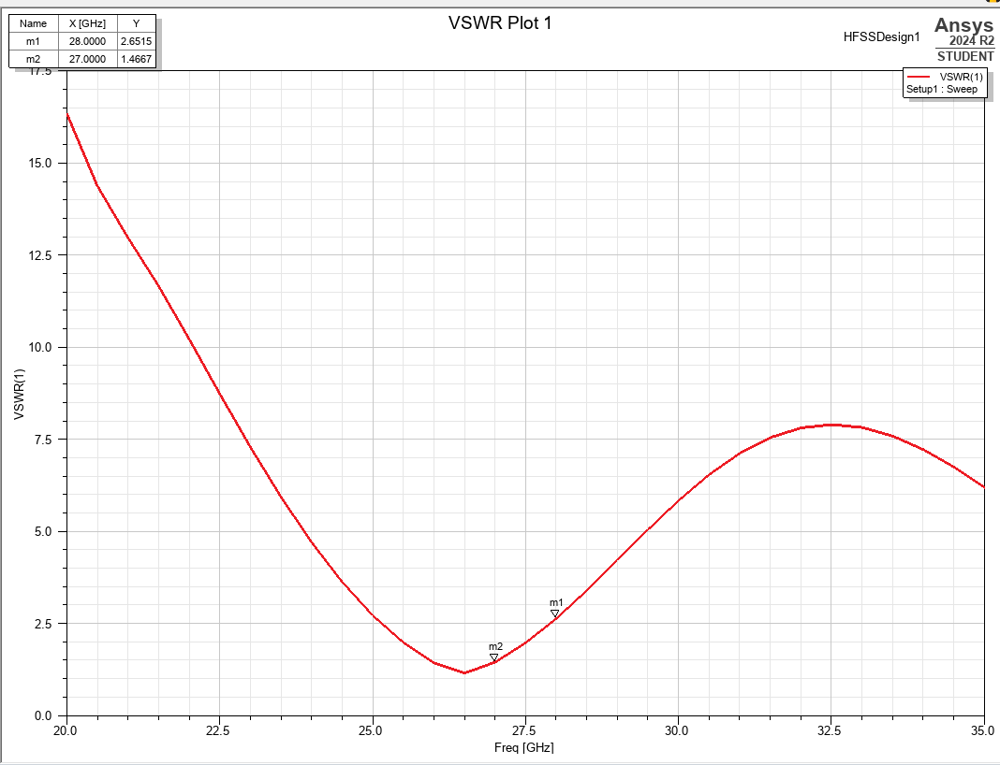 VSWR Plot 1
Name X [GHz] Y
m1 28.0000 2.6515
m2 27.0000 1.4667
HFSSDesign1
Ansys
2024 R2
STUDENT
VSWR(1)
Setup1 : Sweep
17.5
15.0
12.5
10.0
7.5
5.0
2.5
0.0
VSWR(1)
m1
m2
20.0 22.5 25.0 27.5 30.0 32.5 35.0
Freq [GHz]